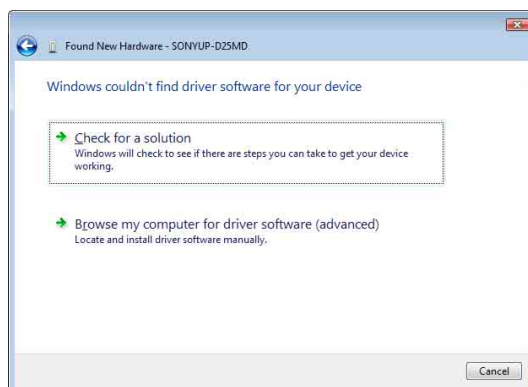 Found New Hardware - SONYUP-D25MD
Windows couldn't find driver software for your device
Check for a solution
Windows will check to see if there are steps you can take to get your device
working.
Browse my computer for driver software (advanced)
Locate and install driver software manually.
Cancel